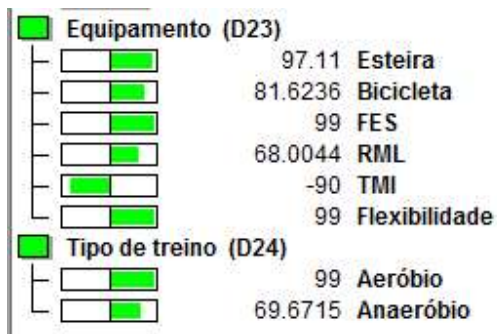 Equipamento (D23)
97.11 Esteira
81.6236 Bicicleta
99 FES
68.0044 RML
-90 TMI
99 Flexibilidade
Tipo de treino (D24)
99 Aeróbio
69.6715 Anaeróbio